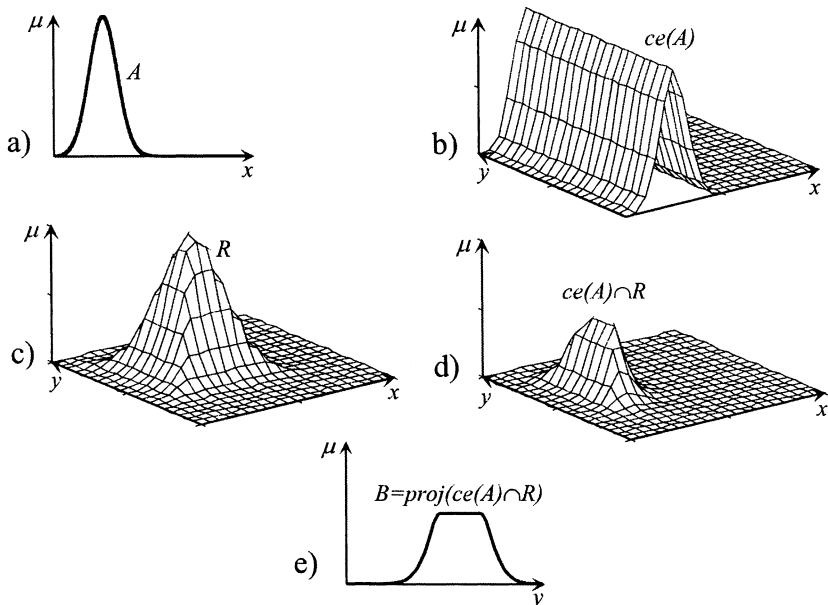 μ
A
a)
x
μ
ce(A)
b)
y
x
μ
R
c)
y
x
μ
ce(A)∩R
d)
y
x
μ
B=proj(ce(A)∩R)
e)
y